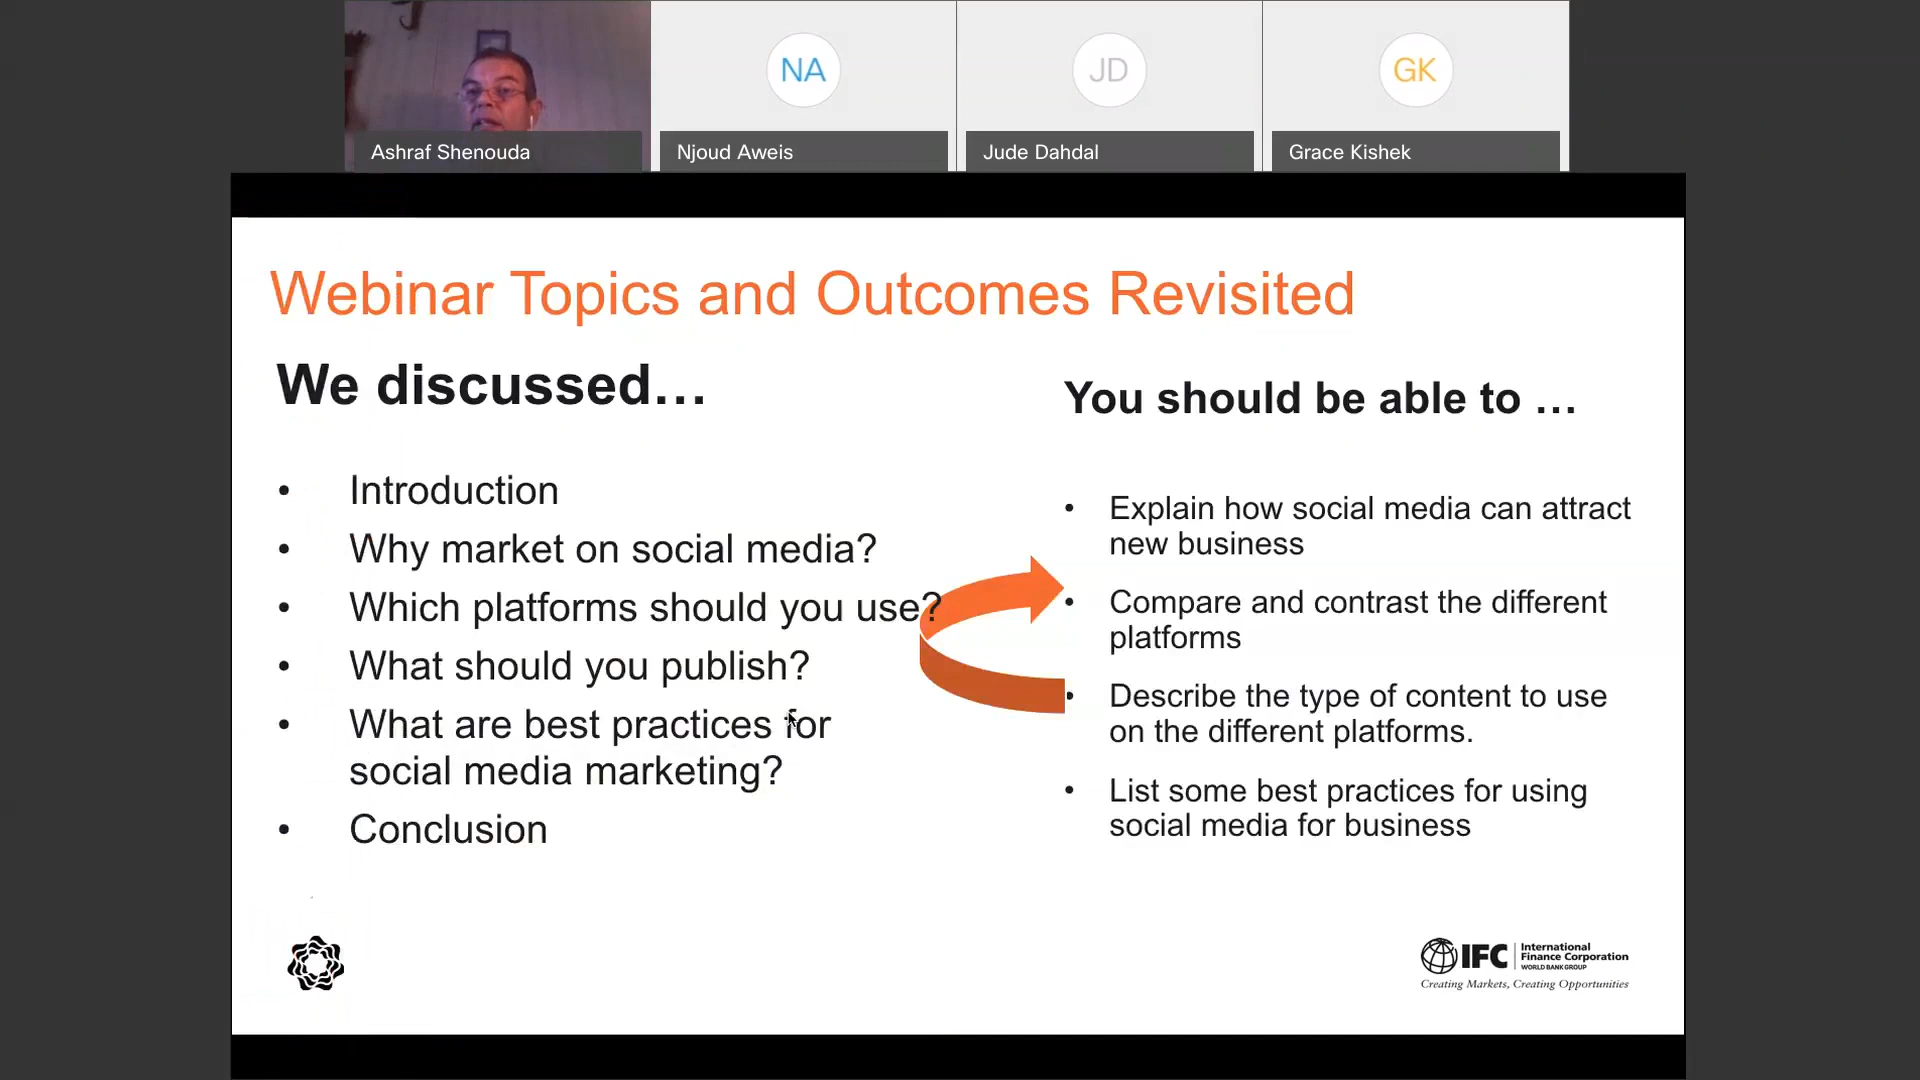 NA
JD
GK
Ashraf Shenouda
Njoud Aweis
Jude Dahdal
Grace Kishek
Webinar Topics and Outcomes Revisited
We discussed…
• Introduction
• Why market on social media?
• Which platforms should you use?
• What should you publish?
• What are best practices for
social media marketing?
• Conclusion
You should be able to …
• Explain how social media can attract
new business
• Compare and contrast the different
platforms
• Describe the type of content to use
on the different platforms.
• List some best practices for using
social media for business
IFC
International
Finance Corporation
WORLD BANK GROUP
Creating Markets, Creating Opportunities